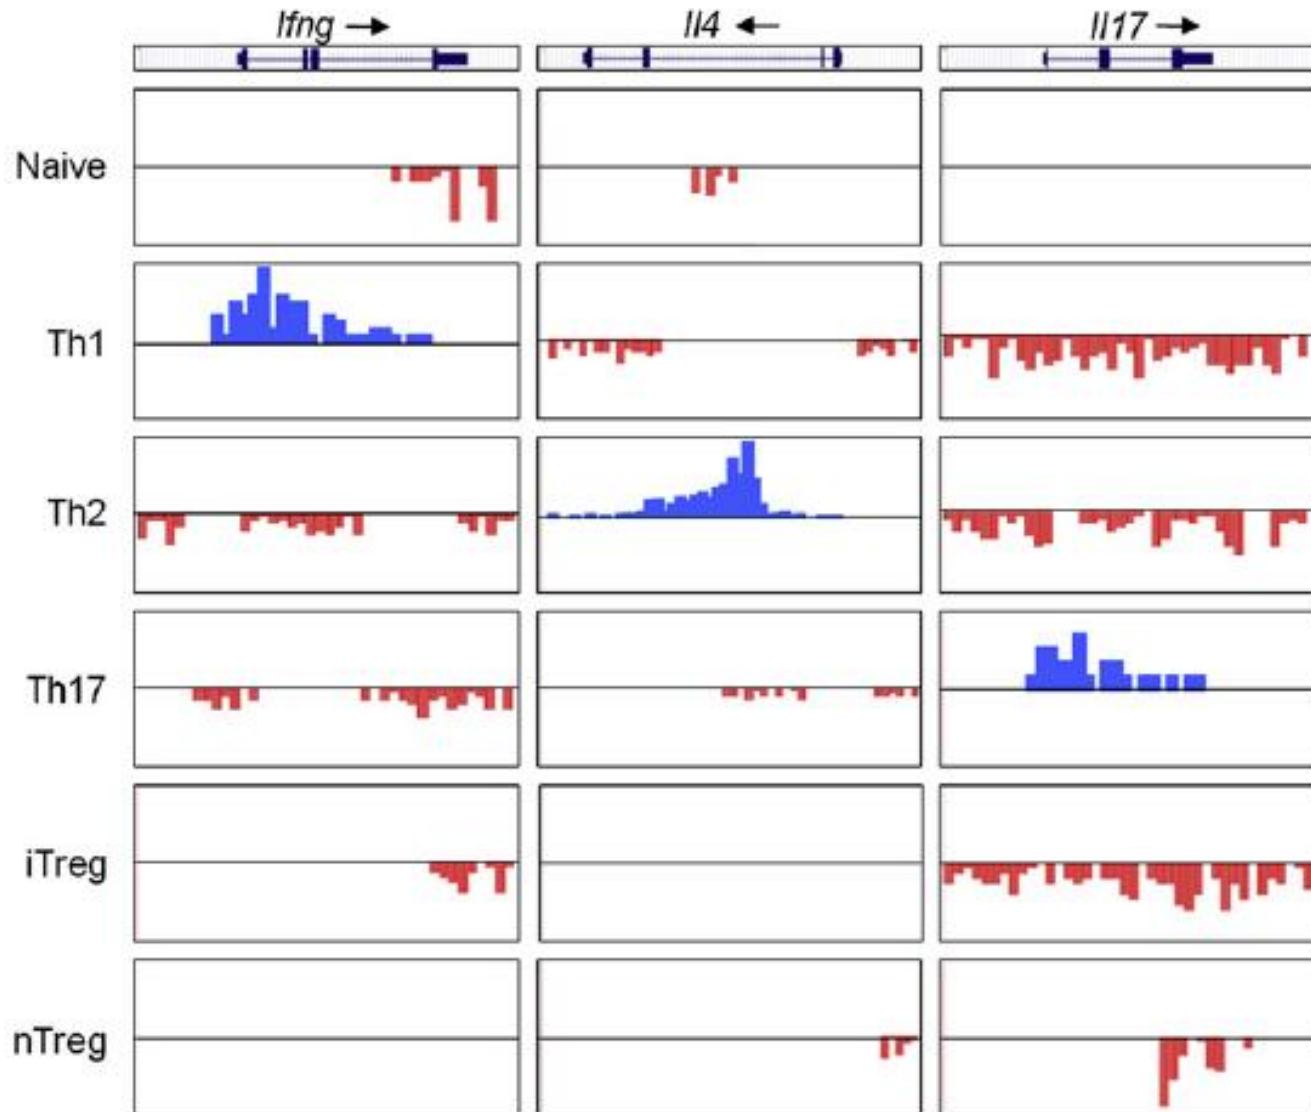 Ifng → Il4 ← Il17 →
Naive
Th1
Th2
Th17
iTreg
nTreg